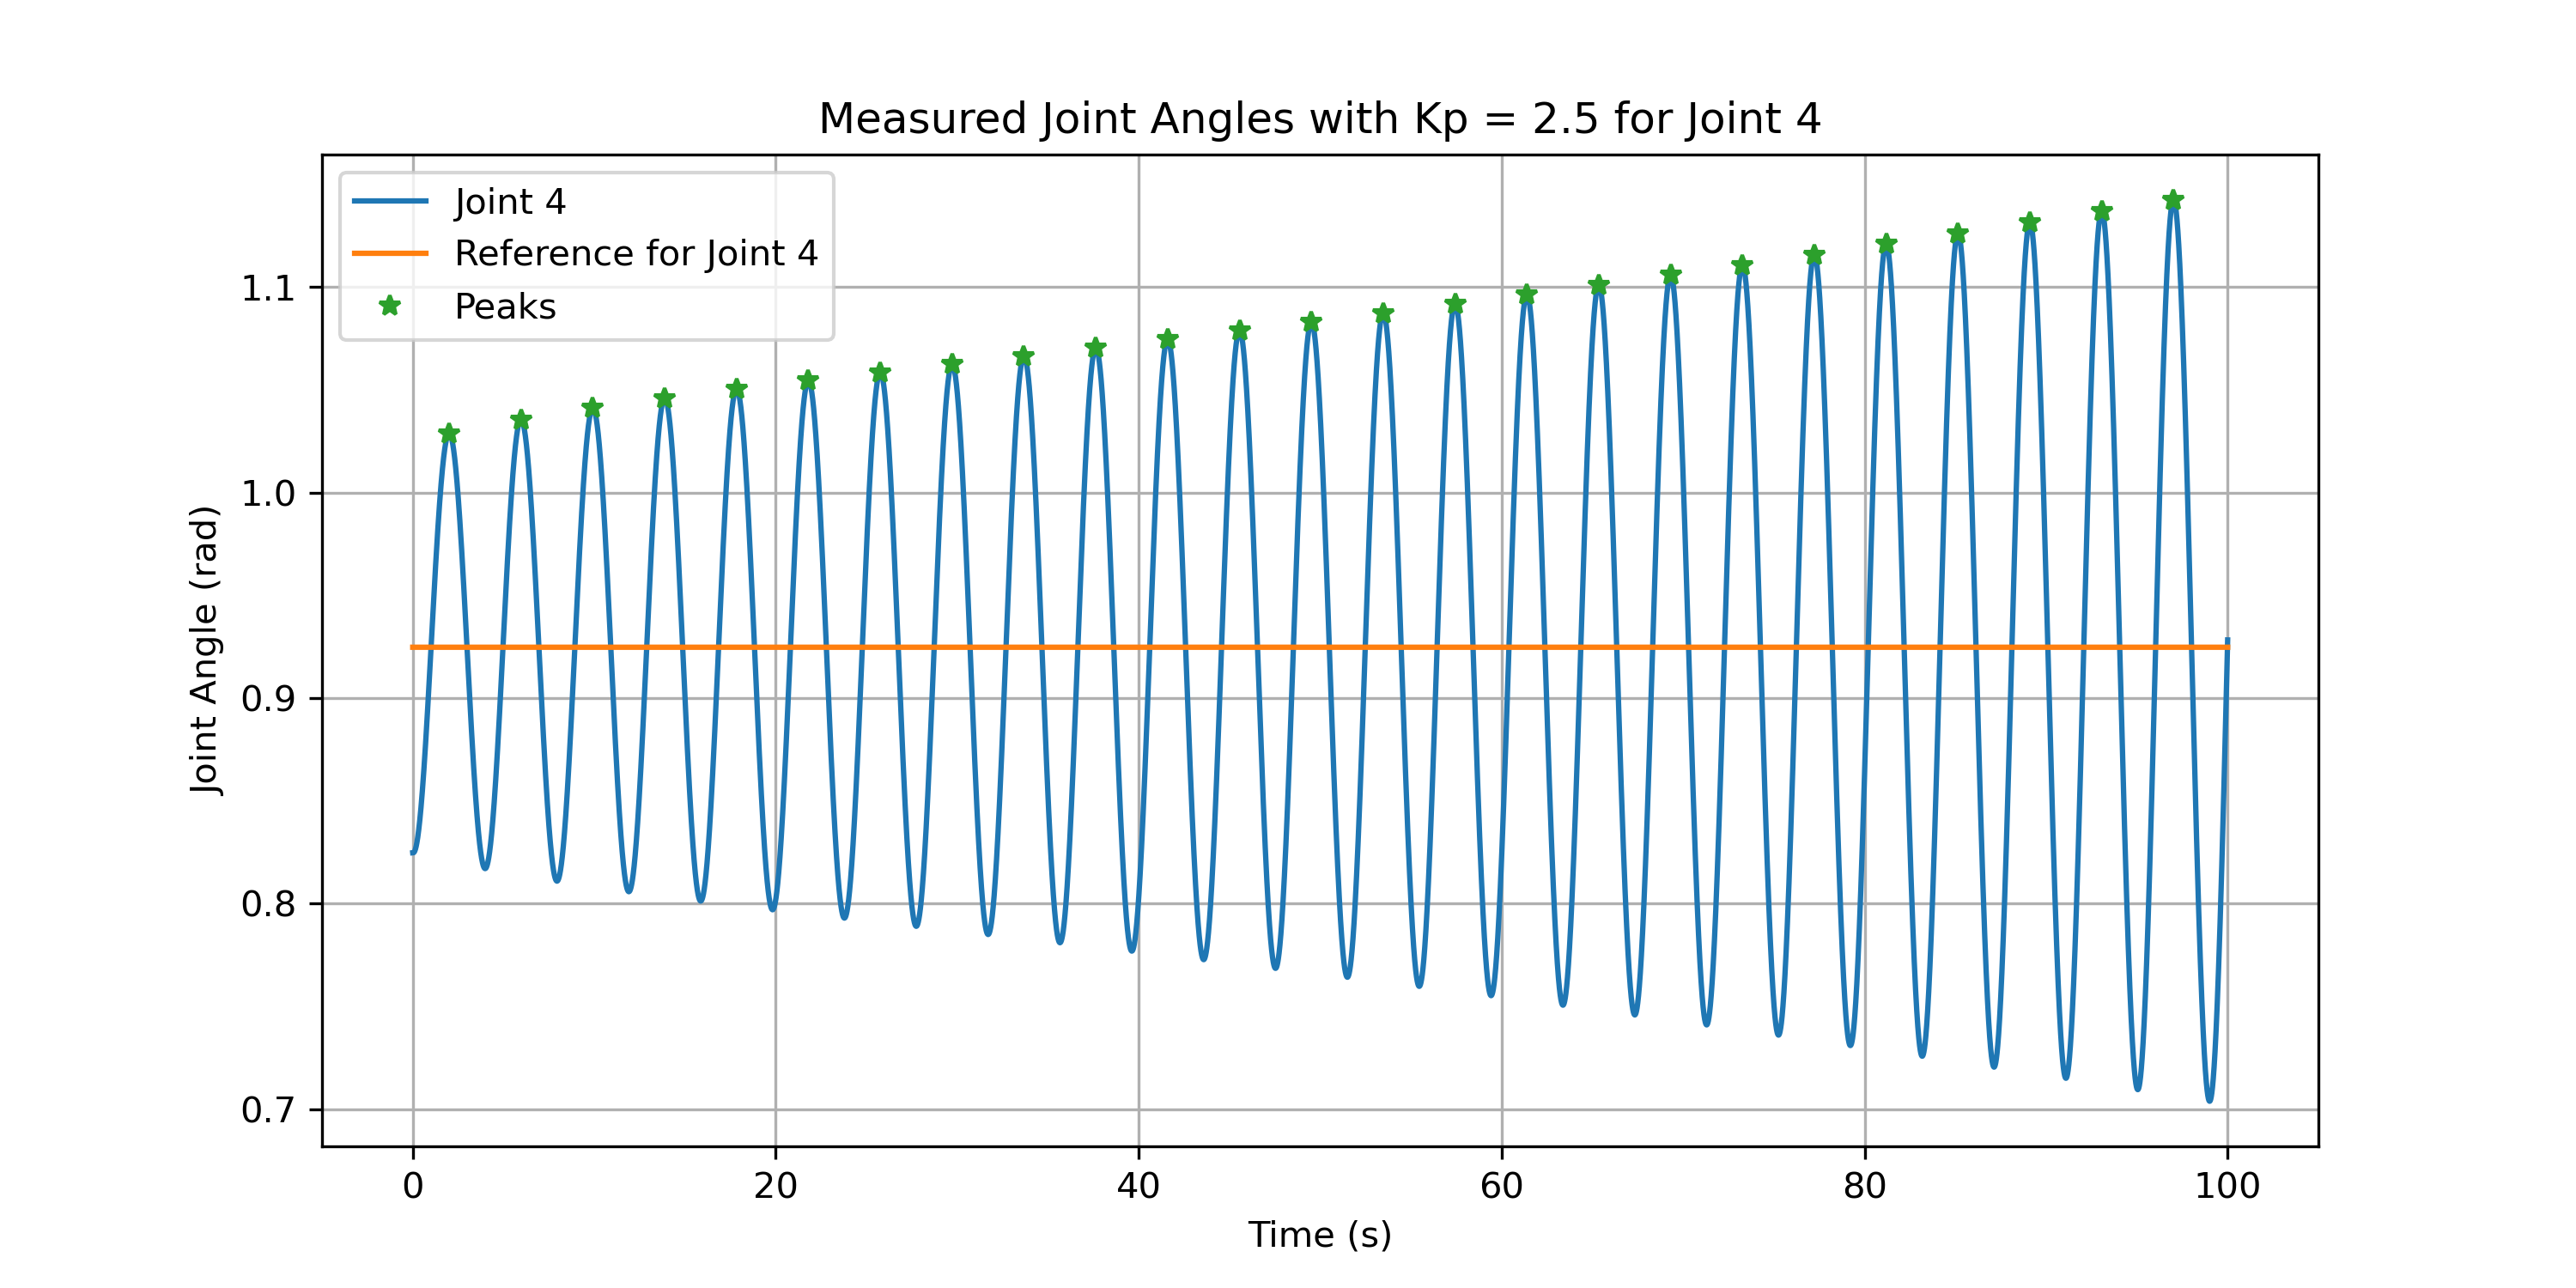 Measured Joint Angles with Kp = 2.5 for Joint 4
Joint 4
Reference for Joint 4
Peaks
1.1
1.0
0.9
0.8
0.7
Joint Angle (rad)
0 20 40 60 80 100
Time (s)